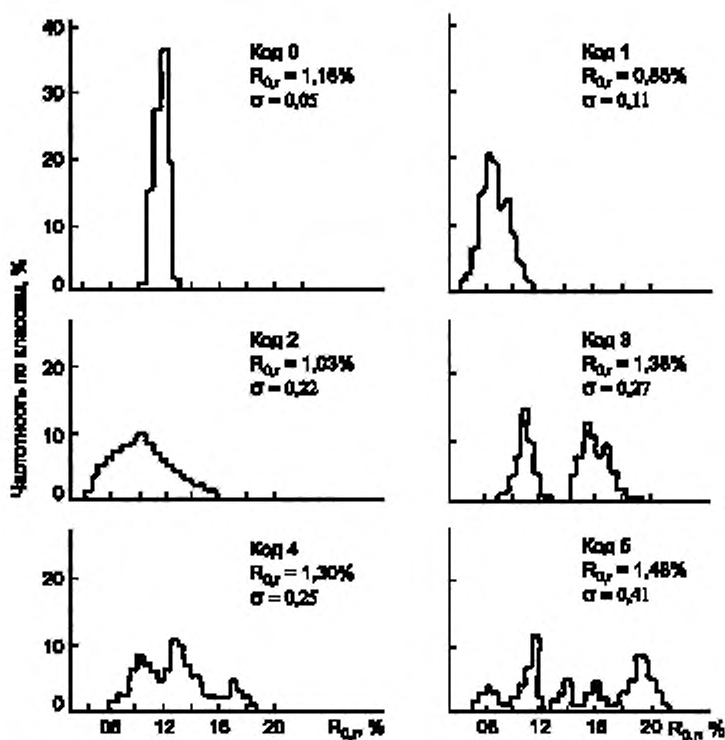 Частотность по классам, %
40
30
20
10
0
Код 0
R0,r = 1,16%
σ = 0,05
Код 1
R0,r = 0,88%
σ = 0,11
20
10
0
Код 2
R0,r = 1,03%
σ = 0,22
Код 3
R0,r = 1,38%
σ = 0,27
20
10
0
Код 4
R0,r = 1,30%
σ = 0,25
Код 5
R0,r = 1,48%
σ = 0,41
08 12 16 20 R0,r, %
08 12 16 20 R0,r, %